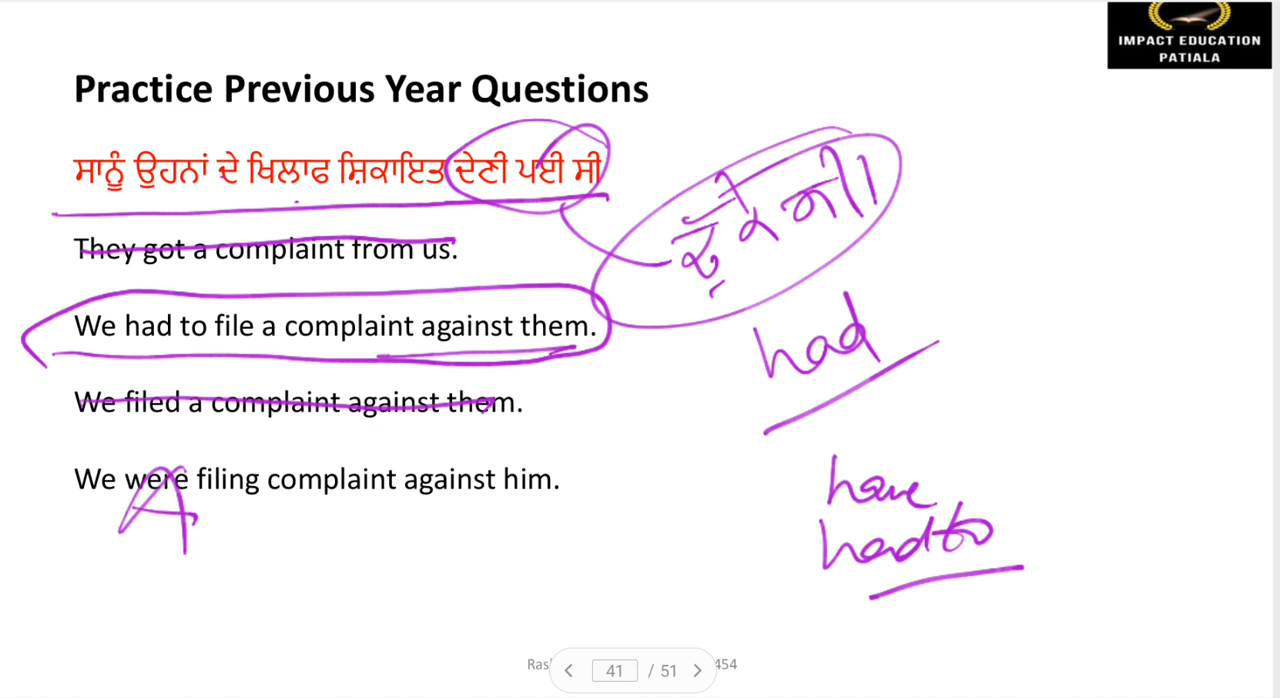 IMPACT EDUCATION
PATIALA
Practice Previous Year Questions
ਸਾਨੂੰ ਉਹਨਾਂ ਦੇ ਖਿਲਾਫ ਸ਼ਿਕਾਇਤ ਦੇਣੀ ਪਈ ਸੀ
They got a complaint from us.
We had to file a complaint against them.
had
We filed a complaint against them.
We were filing complaint against him.
have
had to
Ras
41 / 51
454